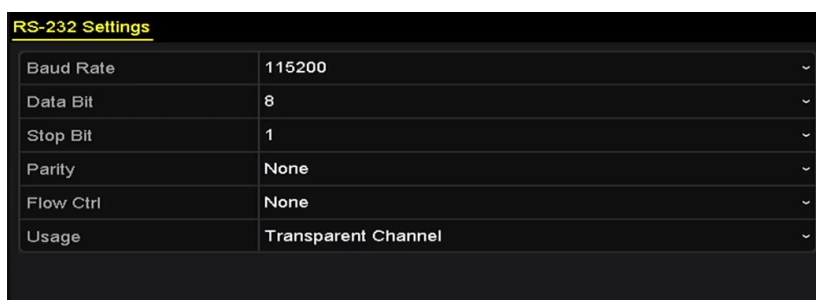 RS-232 Settings
Baud Rate 115200
Data Bit 8
Stop Bit 1
Parity None
Flow Ctrl None
Usage Transparent Channel